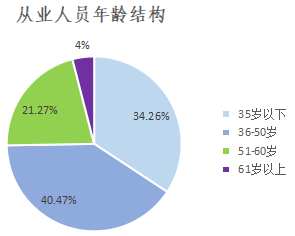 从业人员年龄结构
4%
34.26%
21.27%
40.47%
35岁以下
36-50岁
51-60岁
61岁以上